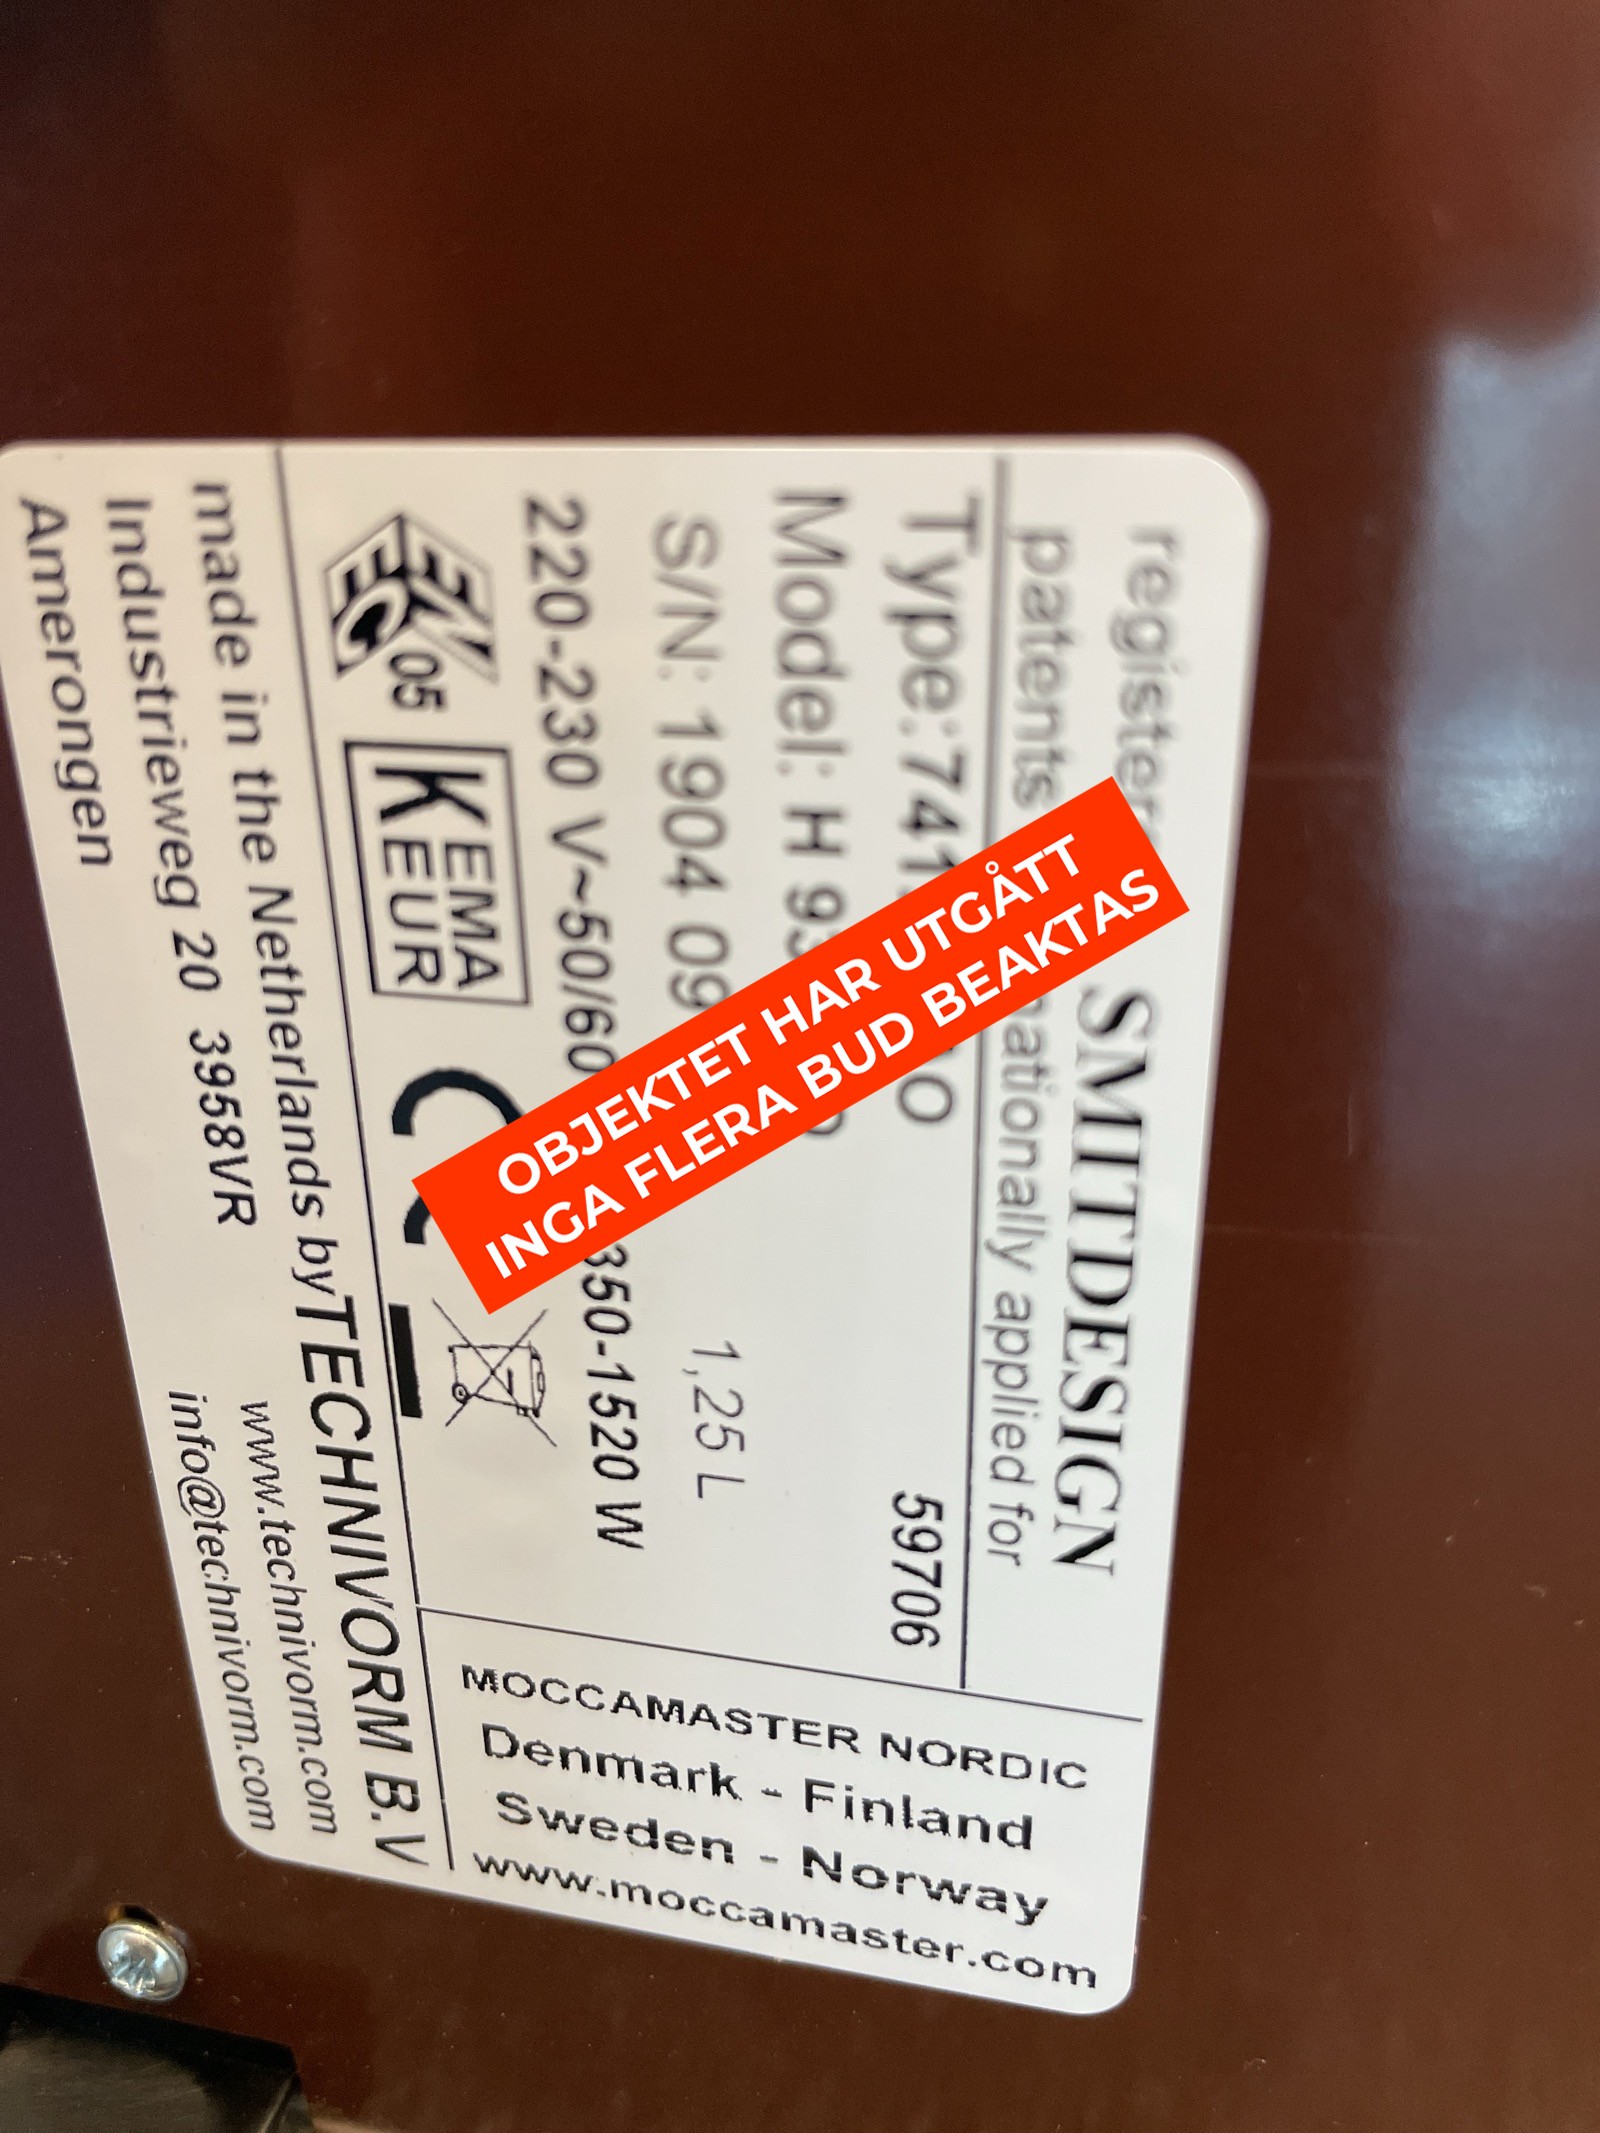 SMITDESIGN
patents nationally applied for
Type: 741 O 59706
Model: H 93
S/N: 1904 09 1,25 L
220-230 V~50/60 350-1520 W
05
KEMA
KEUR
CE
made in the Netherlands by TECHNIVORM B.V
Industrieweg 20 3958VR www.technivorm.com
Amerongen info@technivorm.com
MOCCAMASTER NORDIC
Denmark - Finland
Sweden - Norway
www.moccamaster.com
OBJEKTET HAR UTGÅTT
INGA FLERA BUD BEAKTAS